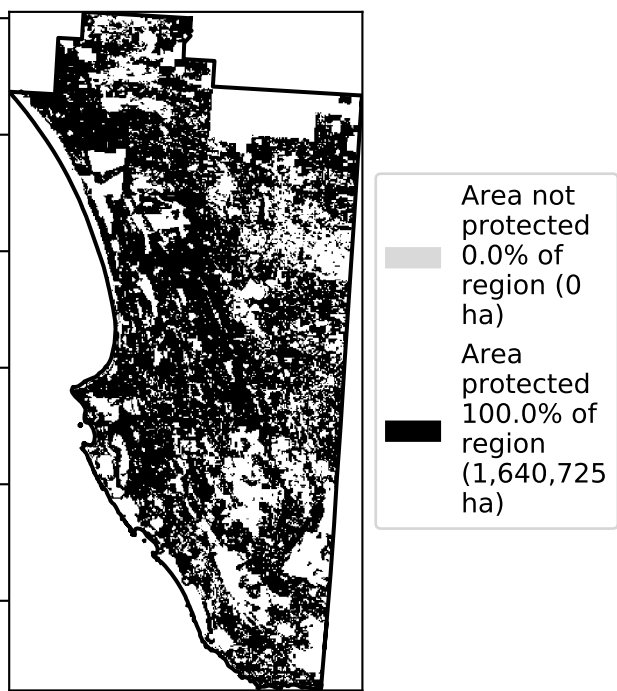 Area not
protected
0.0% of
region (0
ha)
Area
protected
100.0% of
region
(1,640,725
ha)